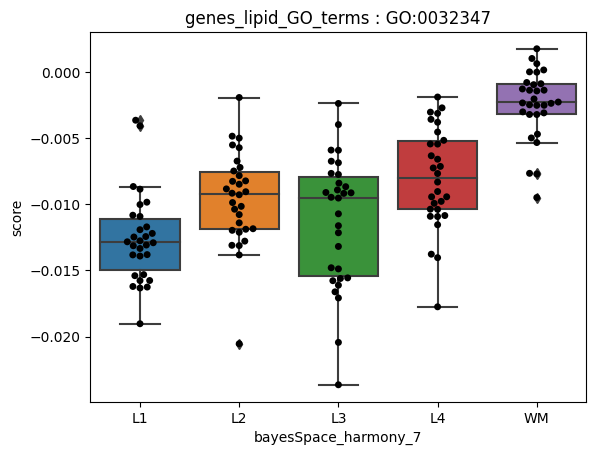 genes_lipid_GO_terms : GO:0032347
0.000
−0.005
−0.010
−0.015
−0.020
score
L1 L2 L3 L4 WM
bayesSpace_harmony_7